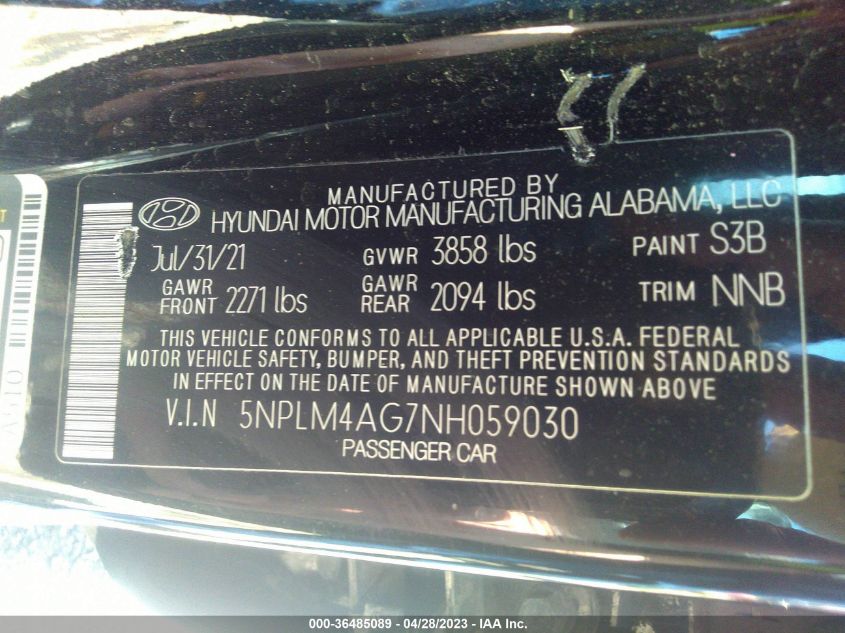 MANUFACTURED BY
HYUNDAI MOTOR MANUFACTURING ALABAMA, LLC
Jul/31/21 GVWR 3858 lbs PAINT S3B
GAWR FRONT 2271 lbs GAWR REAR 2094 lbs TRIM NNB
THIS VEHICLE CONFORMS TO ALL APPLICABLE U.S.A. FEDERAL
MOTOR VEHICLE SAFETY, BUMPER, AND THEFT PREVENTION STANDARDS
IN EFFECT ON THE DATE OF MANUFACTURE SHOWN ABOVE
V.I.N 5NPLM4AG7NH059030
PASSENGER CAR
000-36485089 - 04/28/2023 - IAA Inc.